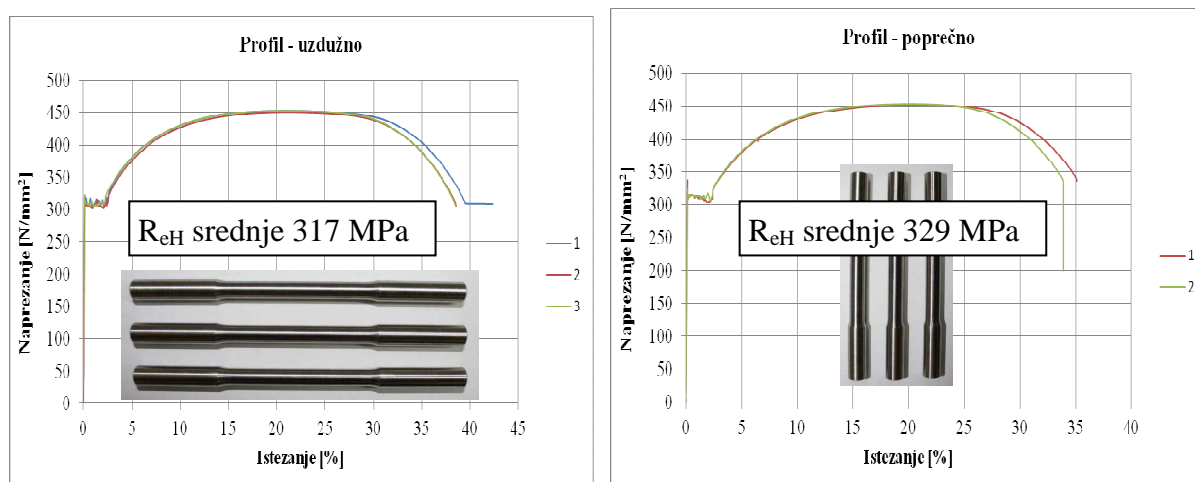 Profil - uzdužno
Naprezanje [N/mm²]
500
450
400
350
300
250
200
150
100
50
0
R_eH srednje 317 MPa
1
2
3
0 5 10 15 20 25 30 35 40 45
Istezanje [%]
Profil - poprečno
Naprezanje [N/mm²]
500
450
400
350
300
250
200
150
100
50
0
R_eH srednje 329 MPa
1
2
0 5 10 15 20 25 30 35 40
Istezanje [%]